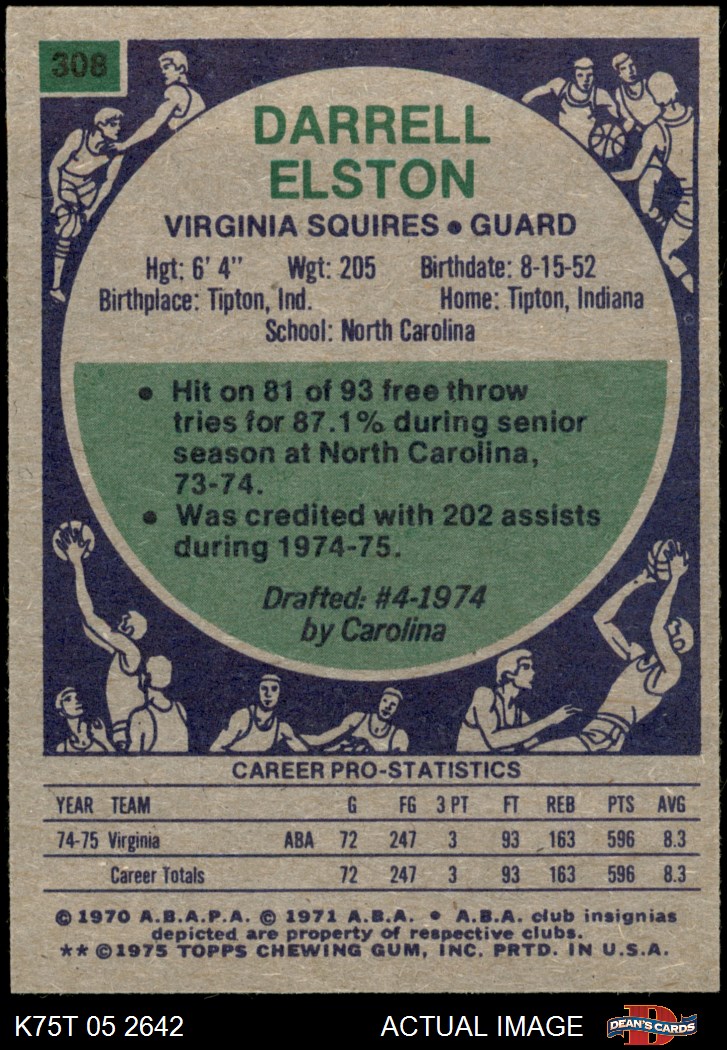 308
DARRELL
ELSTON
VIRGINIA SQUIRES • GUARD
Hgt: 6' 4" Wgt: 205 Birthdate: 8-15-52
Birthplace: Tipton, Ind. Home: Tipton, Indiana
School: North Carolina
• Hit on 81 of 93 free throw
tries for 87.1% during senior
season at North Carolina,
73-74.
• Was credited with 202 assists
during 1974-75.
Drafted: #4-1974
by Carolina
CAREER PRO-STATISTICS
YEAR TEAM G FG 3 PT FT REB PTS AVG
74-75 Virginia ABA 72 247 3 93 163 596 8.3
Career Totals 72 247 3 93 163 596 8.3
© 1970 A.B.A.P.A. © 1971 A.B.A. • A.B.A. club insignias
depicted are property of respective clubs.
** © 1975 TOPPS CHEWING GUM, INC. PRTD. IN U.S.A.
K75T 05 2642 ACTUAL IMAGE D DEAN'S CARDS